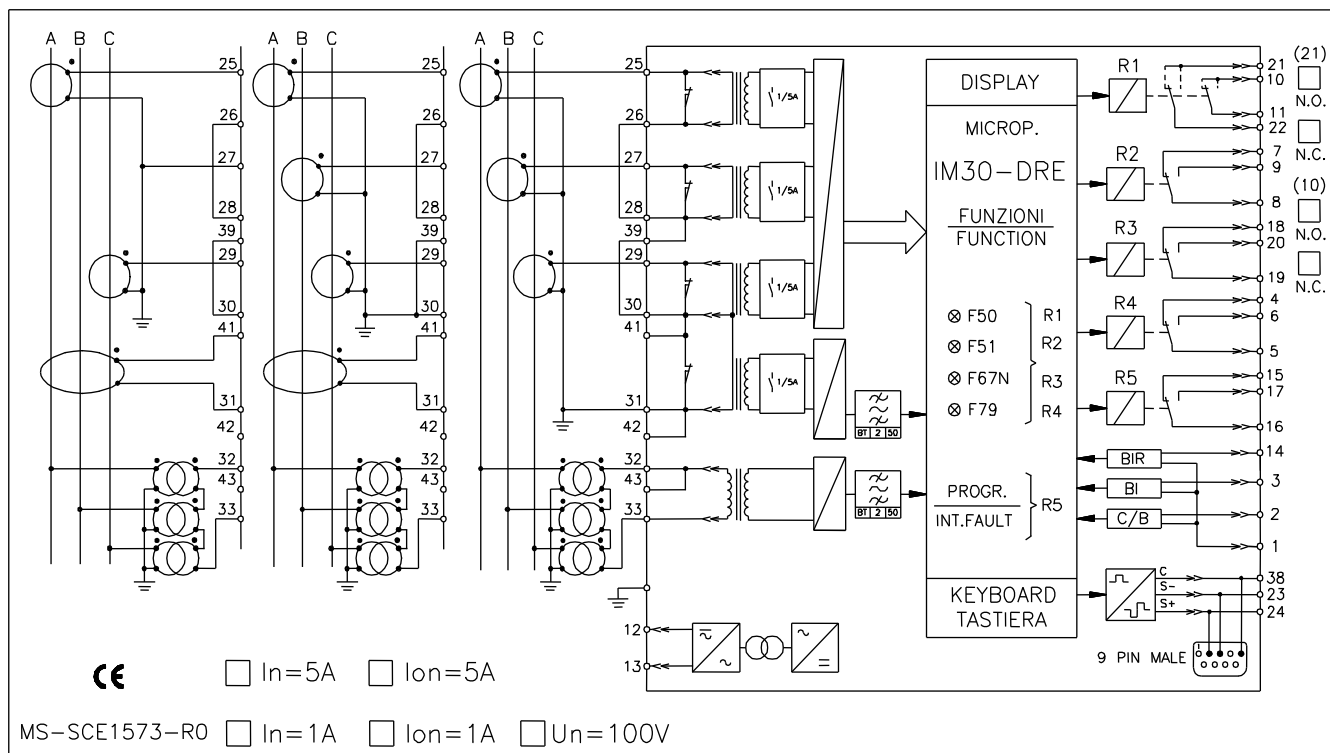 A B C
A B C
A B C
25
26
27
28
39
29
30
41
31
42
32
43
33
25
26
27
28
39
29
30
41
31
42
32
43
33
25
26
27
28
39
29
30
41
31
42
32
43
33
12
13
1/5A
1/5A
1/5A
1/5A
BT 2 50
BT 2 50
DISPLAY
MICROP.
IM30-DRE
FUNZIONI
FUNCTION
F50
F51
F67N
F79
R1
R2
R3
R4
PROGR.
INT.FAULT
R5
KEYBOARD
TASTIERA
R1
R2
R3
R4
R5
BIR
BI
C/B
C
S-
S+
21
10
11
22
7
9
8
18
20
19
4
6
5
15
17
16
14
3
2
1
38
23
24
(21)
N.O.
N.C.
(10)
N.O.
N.C.
9 PIN MALE
1
CE
In=5A
Ion=5A
MS-SCE1573-R0
In=1A
Ion=1A
Un=100V